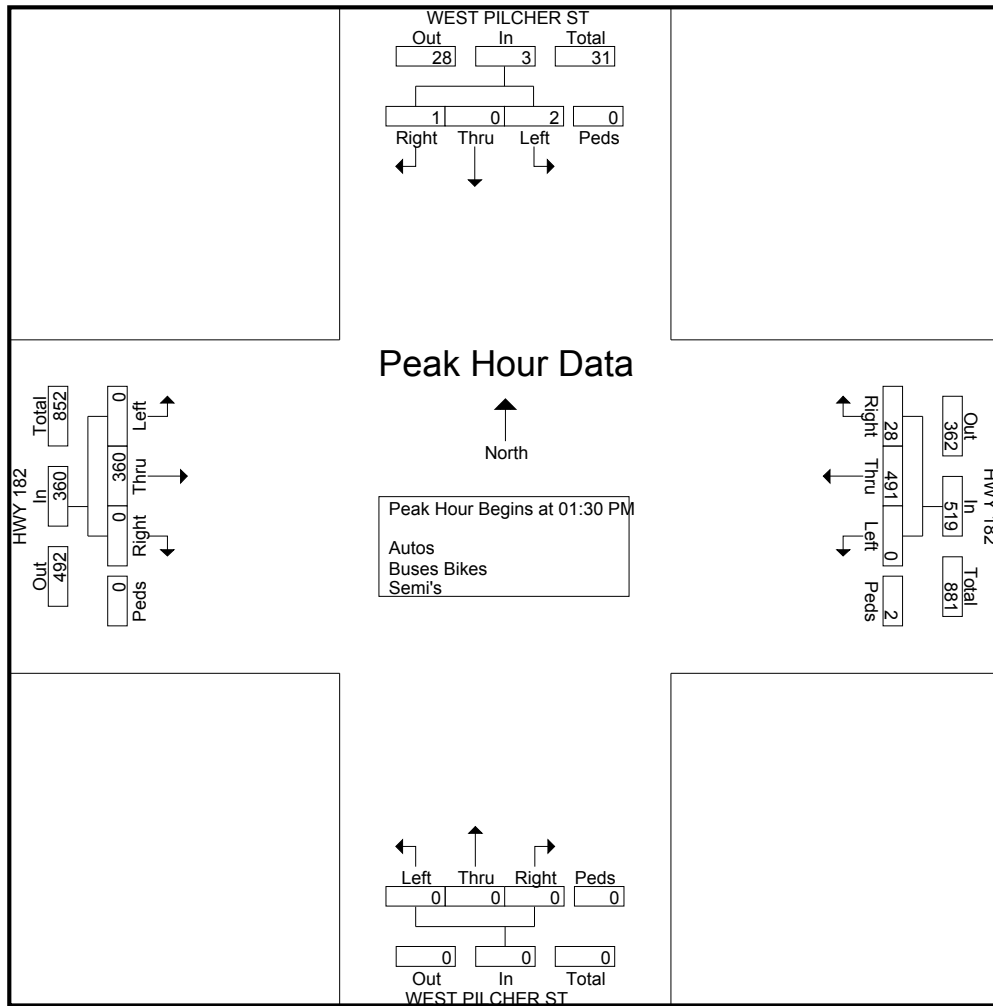 WEST PILCHER ST
Out In Total
28 3 31
1 0 2 0
Right Thru Left Peds
Peak Hour Data
North
Peak Hour Begins at 01:30 PM
Autos
Buses Bikes
Semi's
HWY 182
Total In Out
852 360 492
0 360 0 0
Left Thru Right Peds
Right Thru Left Peds
28 491 0 2
Out In Total
362 519 881
HWY 182
Left Thru Right Peds
0 0 0 0
0 0 0
Out In Total
WEST PILCHER ST